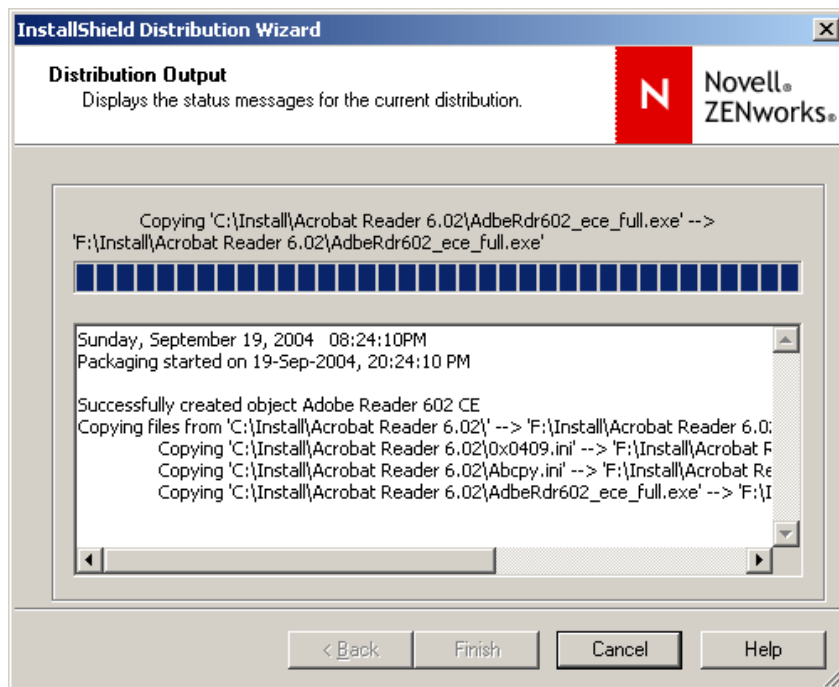 InstallShield Distribution Wizard
Distribution Output
Displays the status messages for the current distribution.
N
Novell®
ZENworks®
Copying 'C:\Install\Acrobat Reader 6.02\AdbeRdr602_ece_full.exe' -->
'F:\Install\Acrobat Reader 6.02\AdbeRdr602_ece_full.exe'
Sunday, September 19, 2004   08:24:10PM
Packaging started on 19-Sep-2004, 20:24:10 PM
Successfully created object Adobe Reader 602 CE
Copying files from 'C:\Install\Acrobat Reader 6.02\' --> 'F:\Install\Acrobat Reader 6.02
Copying 'C:\Install\Acrobat Reader 6.02\0x0409.ini' --> 'F:\Install\Acrobat R
Copying 'C:\Install\Acrobat Reader 6.02\Abcpy.ini' --> 'F:\Install\Acrobat Re
Copying 'C:\Install\Acrobat Reader 6.02\AdbeRdr602_ece_full.exe' --> 'F:\I
< Back
Finish
Cancel
Help